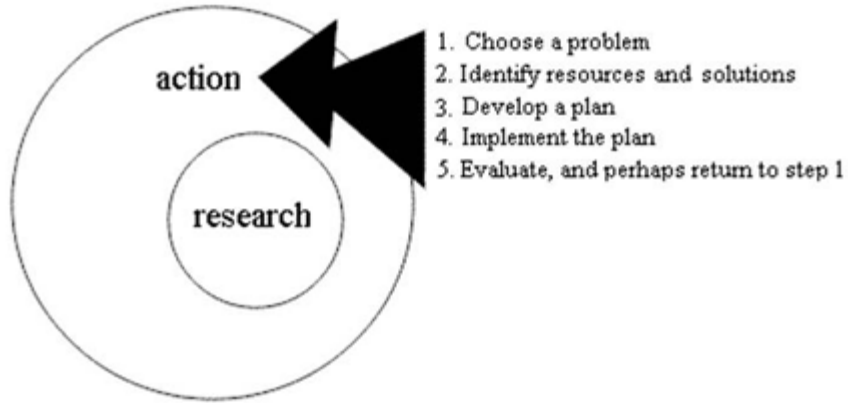 action
research
1. Choose a problem
2. Identify resources and solutions
3. Develop a plan
4. Implement the plan
5. Evaluate, and perhaps return to step 1